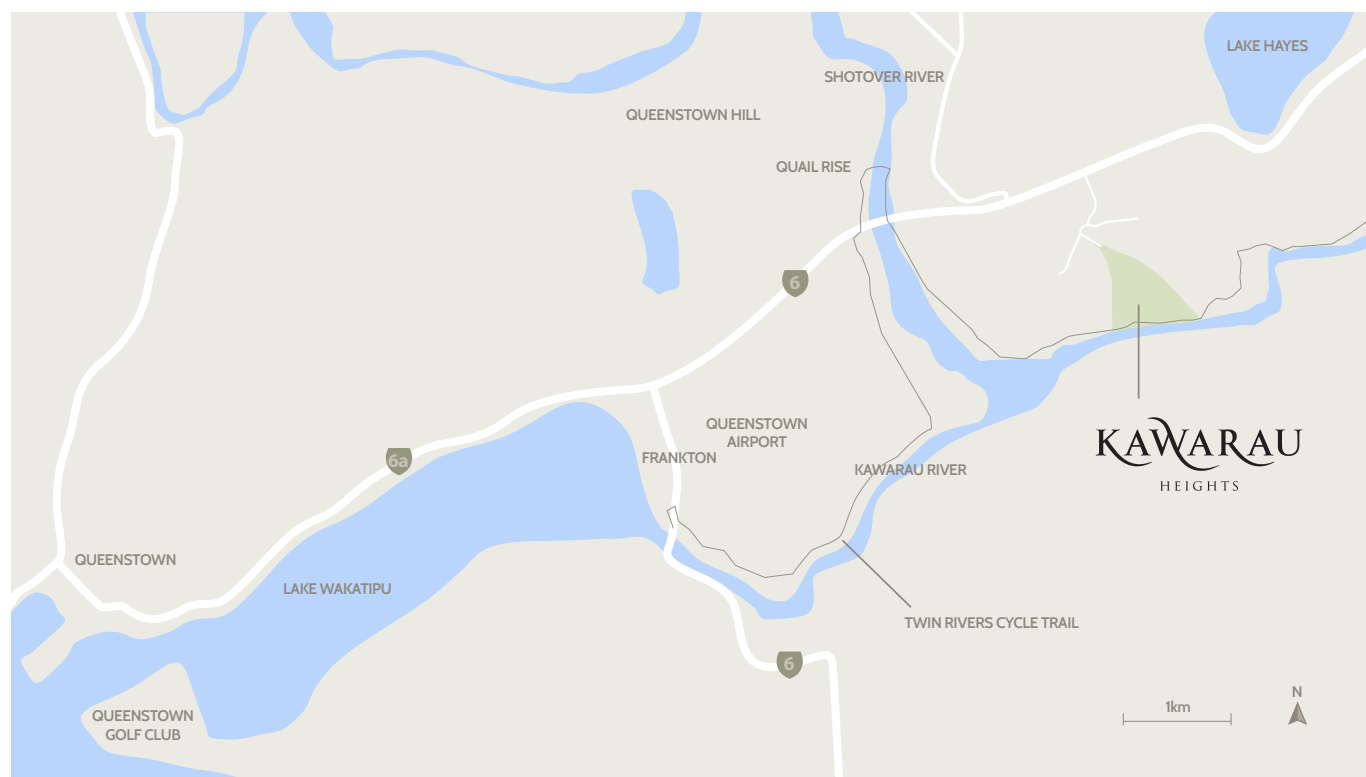 LAKE HAYES
SHOTOVER RIVER
QUEENSTOWN HILL
QUAIL RISE
6
QUEENSTOWN
AIRPORT
FRANKTON
6a
KAWARAU RIVER
KAWARAU
HEIGHTS
QUEENSTOWN
LAKE WAKATIPU
TWIN RIVERS CYCLE TRAIL
6
QUEENSTOWN
GOLF CLUB
1km
N